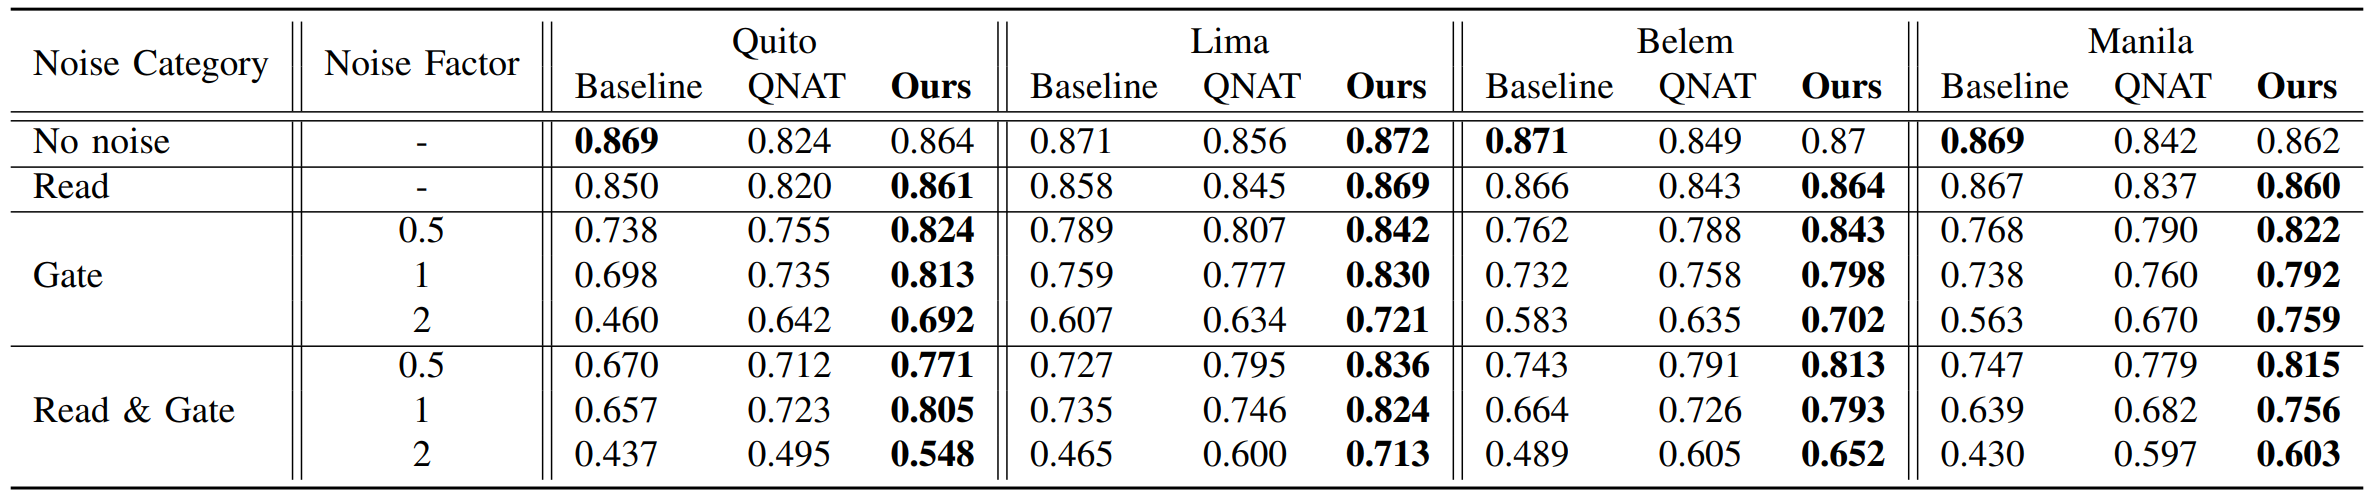 Quito Lima Belem Manila
Noise Category Noise Factor
Baseline QNAT Ours Baseline QNAT Ours Baseline QNAT Ours Baseline QNAT Ours
No noise - 0.869 0.824 0.864 0.871 0.856 0.872 0.871 0.849 0.87 0.869 0.842 0.862
Read - 0.850 0.820 0.861 0.858 0.845 0.869 0.866 0.843 0.864 0.867 0.837 0.860
0.5 0.738 0.755 0.824 0.789 0.807 0.842 0.762 0.788 0.843 0.768 0.790 0.822
Gate 1 0.698 0.735 0.813 0.759 0.777 0.830 0.732 0.758 0.798 0.738 0.760 0.792
2 0.460 0.642 0.692 0.607 0.634 0.721 0.583 0.635 0.702 0.563 0.670 0.759
0.5 0.670 0.712 0.771 0.727 0.795 0.836 0.743 0.791 0.813 0.747 0.779 0.815
Read & Gate 1 0.657 0.723 0.805 0.735 0.746 0.824 0.664 0.726 0.793 0.639 0.682 0.756
2 0.437 0.495 0.548 0.465 0.600 0.713 0.489 0.605 0.652 0.430 0.597 0.603